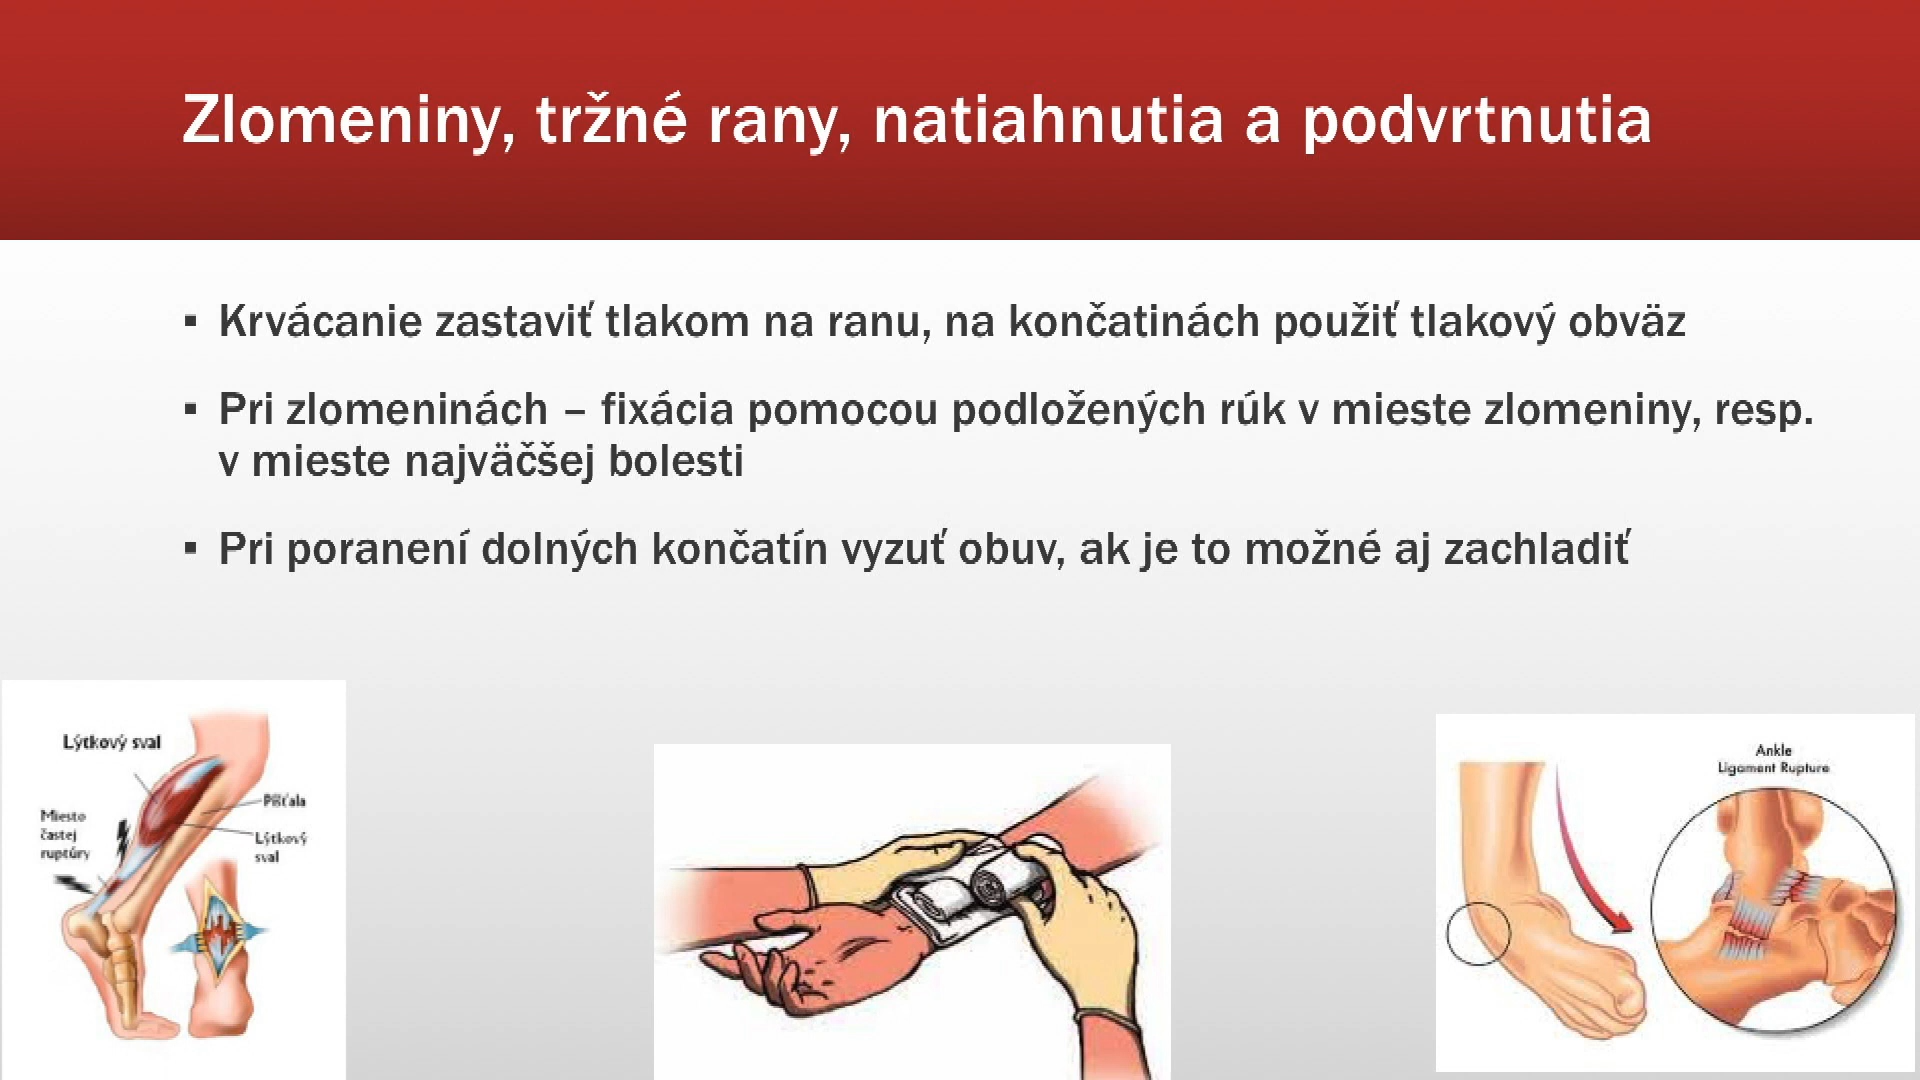 Zlomeniny, tržné rany, natiahnutia a podvrtnutia
▪ Krvácanie zastaviť tlakom na ranu, na končatinách použiť tlakový obväz
▪ Pri zlomeninách – fixácia pomocou podložených rúk v mieste zlomeniny, resp.
v mieste najväčšej bolesti
▪ Pri poranení dolných končatín vyzuť obuv, ak je to možné aj zachladiť
Lýtkový sval
Píšťala
Miesto
častej
ruptúry
Lýtkový
sval
Ankle
Ligament Rupture